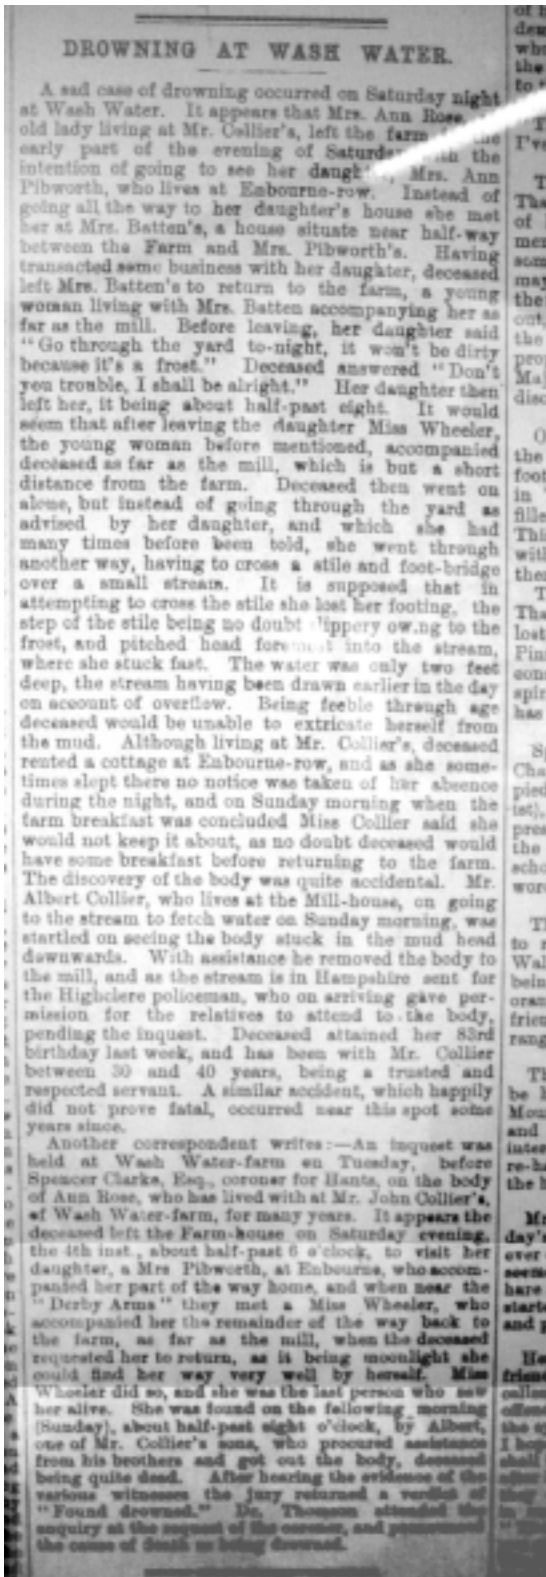 DROWNING AT WASH WATER.
A sad case of drowning occurred on Saturday night
at Wash Water. It appears that Mrs. Ann Rose,
old lady living at Mr. Collier's, left the farm in the
early part of the evening of Saturday with the
intention of going to see her daughter, Mrs. Ann
Pibworth, who lives at Enbourne-row. Instead of
going all the way to her daughter's house she met
her at Mrs. Batten's, a house situate near half-way
between the Farm and Mrs. Pibworth's. Having
transacted some business with her daughter, deceased
left Mrs. Batten's to return to the farm, a young
woman living with Mrs. Batten accompanying her as
far as the mill. Before leaving, her daughter said
"Go through the yard to-night, it won't be dirty
because it's a frost." Deceased answered "Don't
you trouble, I shall be alright." Her daughter then
left her, it being about half-past eight. It would
seem that after leaving the daughter Miss Wheeler,
the young woman before mentioned, accompanied
deceased as far as the mill, which is but a short
distance from the farm. Deceased then went on
alone, but instead of going through the yard as
advised by her daughter, and which she had
many times before been told, she went through
another way, having to cross a stile and foot-bridge
over a small stream. It is supposed that in
attempting to cross the stile she lost her footing, the
step of the stile being no doubt slippery owing to the
frost, and pitched head foremost into the stream,
where she stuck fast. The water was only two feet
deep, the stream having been drawn earlier in the day
on account of overflow. Being feeble through age
deceased would be unable to extricate herself from
the mud. Although living at Mr. Collier's, deceased
rented a cottage at Enbourne-row, and as she some-
times slept there no notice was taken of her absence
during the night, and on Sunday morning when the
farm breakfast was concluded Miss Collier said she
would not keep it about, as no doubt deceased would
have some breakfast before returning to the farm.
The discovery of the body was quite accidental. Mr.
Albert Collier, who lives at the Mill-house, on going
to the stream to fetch water on Sunday morning, was
startled on seeing the body stuck in the mud head
downwards. With assistance he removed the body to
the mill, and as the stream is in Hampshire sent for
the Highclere policeman, who on arriving gave per-
mission for the relatives to attend to the body,
pending the inquest. Deceased attained her 83rd
birthday last week, and has been with Mr. Collier
between 30 and 40 years, being a trusted and
respected servant. A similar accident, which happily
did not prove fatal, occurred near this spot some
years since.
Another correspondent writes:—An inquest was
held at Wash Water-farm on Tuesday, before
Spencer Clarke, Esq., coroner for Hants, on the body
of Ann Rose, who has lived with at Mr. John Collier's,
of Wash Water-farm, for many years. It appears the
deceased left the Farm-house on Saturday evening,
the 4th inst., about half-past 6 o'clock, to visit her
daughter, a Mrs. Pibworth, at Enbourne, who accom-
panied her part of the way home, and when near the
"Derby Arms" they met a Miss Wheeler, who
accompanied her the remainder of the way back to
the farm, as far as the mill, when the deceased
requested her to return, as it being moonlight she
could find her way very well by herself. Miss
Wheeler did so, and she was the last person who saw
her alive. She was found on the following morning
(Sunday), about half-past eight o'clock, by Albert,
one of Mr. Collier's sons, who procured assistance
from his brothers and got out the body, deceased
being quite dead. After hearing the evidence of the
various witnesses the jury returned a verdict of
"Found drowned." Dr. Thomson attended the
enquiry at the request of the coroner, and pronounced
the cause of death as being drowned.